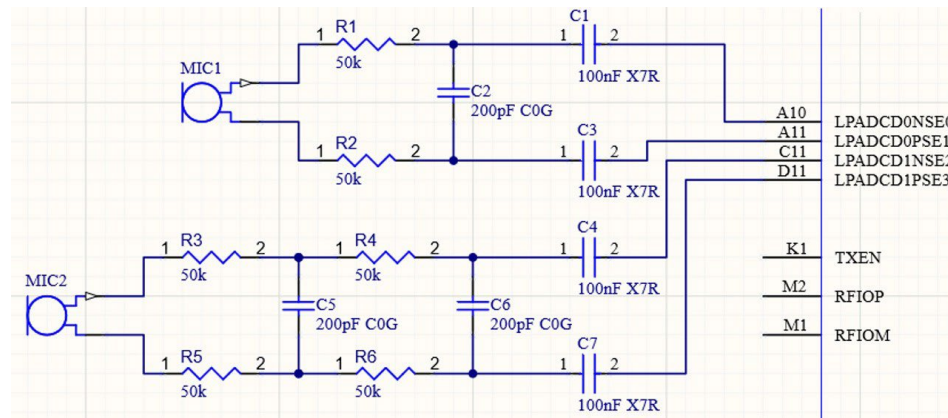 R1
1 2
50k
MIC1
C2
200pF C0G
R2
1 2
50k
C1
1 2
100nF X7R
C3
1 2
100nF X7R
A10 LPADCD0NSE0
A11 LPADCD0PSE1
C11 LPADCD1NSE2
D11 LPADCD1PSE3
R3
1 2
50k
R4
1 2
50k
C4
1 2
100nF X7R
MIC2
C5
200pF C0G
C6
200pF C0G
R5
1 2
50k
R6
1 2
50k
C7
1 2
100nF X7R
K1 TXEN
M2 RFIOP
M1 RFIOM